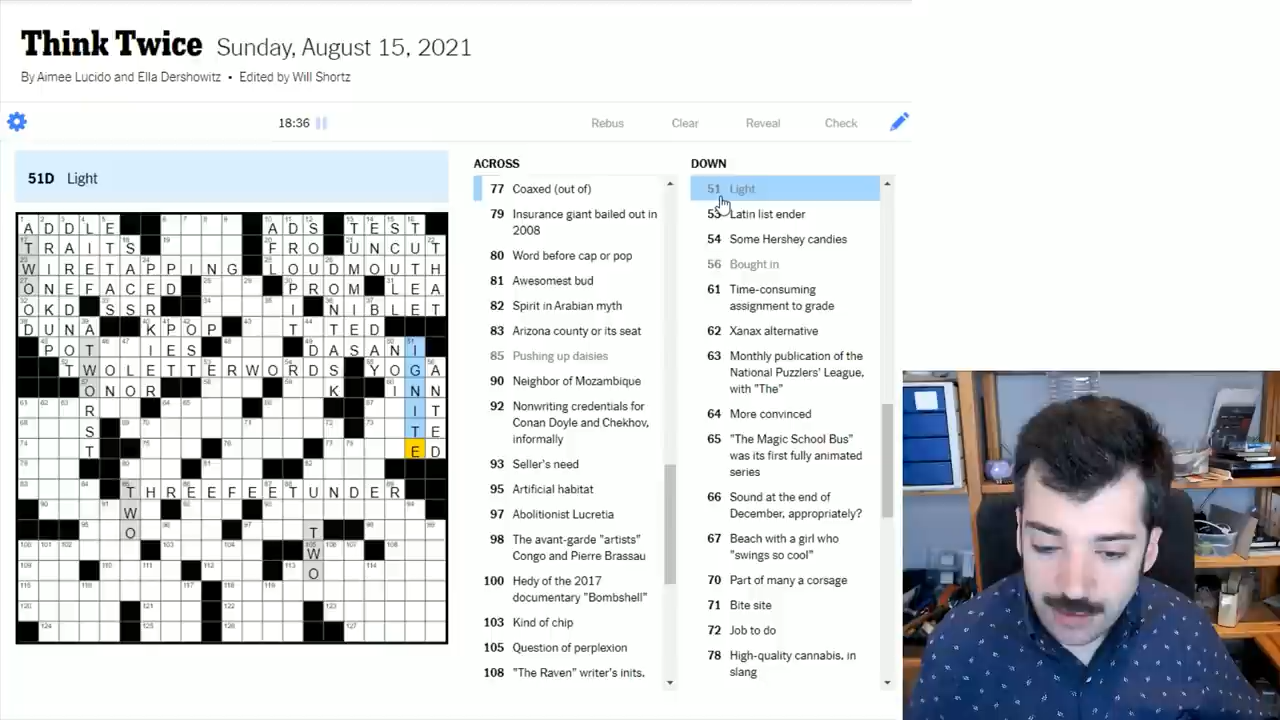 Think Twice Sunday, August 15, 2021
By Aimee Lucido and Ella Dershowitz • Edited by Will Shortz
18:36
Rebus Clear Reveal Check
51D Light
ACROSS
77 Coaxed (out of)
79 Insurance giant bailed out in
2008
80 Word before cap or pop
81 Awesomest bud
82 Spirit in Arabian myth
83 Arizona county or its seat
85 Pushing up daisies
90 Neighbor of Mozambique
92 Nonwriting credentials for
Conan Doyle and Chekhov,
informally
93 Seller's need
95 Artificial habitat
97 Abolitionist Lucretia
98 The avant-garde "artists"
Congo and Pierre Brassau
100 Hedy of the 2017
documentary "Bombshell"
103 Kind of chip
105 Question of perplexion
108 "The Raven" writer's inits.
DOWN
51 Light
53 Latin list ender
54 Some Hershey candies
56 Bought in
61 Time-consuming
assignment to grade
62 Xanax alternative
63 Monthly publication of the
National Puzzlers' League,
with "The"
64 More convinced
65 "The Magic School Bus"
was its first fully animated
series
66 Sound at the end of
December, appropriately?
67 Beach with a girl who
"swings so cool"
70 Part of many a corsage
71 Bite site
72 Job to do
78 High-quality cannabis, in
slang
ADDLE ADS TEST
TRAITS FRO UNCUT
WIRETAPPING LOUDMOUTH
ONEFACED PROM LEA
OKD SSR I NIBLET
DUNA KPOP T TED
POT IES DASANI
TWOLETTERWORDS YOGA
ONOR K INN
O IT
R T
S TE
T ED
THREEFEETUNDER
W
O T
W
O